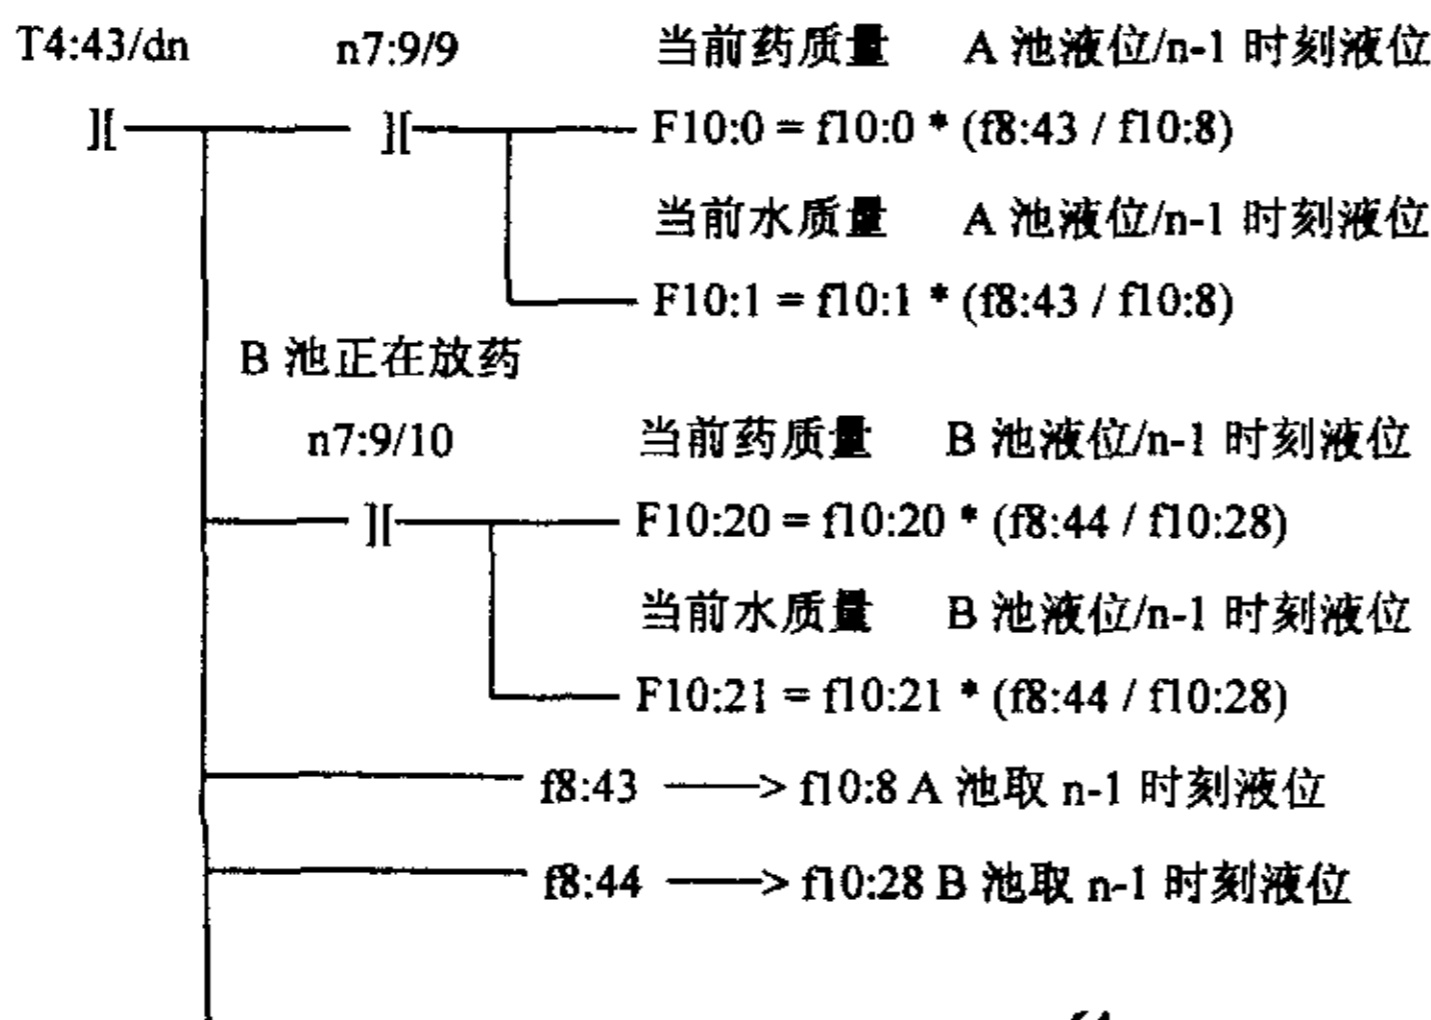 T4:43/dn n7:9/9 当前药质量 A 池液位/n-1 时刻液位
][ ][ F10:0 = f10:0 * (f8:43 / f10:8)
当前水质量 A 池液位/n-1 时刻液位
F10:1 = f10:1 * (f8:43 / f10:8)
B 池正在放药
n7:9/10 当前药质量 B 池液位/n-1 时刻液位
][ F10:20 = f10:20 * (f8:44 / f10:28)
当前水质量 B 池液位/n-1 时刻液位
F10:21 = f10:21 * (f8:44 / f10:28)
f8:43 ——> f10:8 A 池取 n-1 时刻液位
f8:44 ——> f10:28 B 池取 n-1 时刻液位